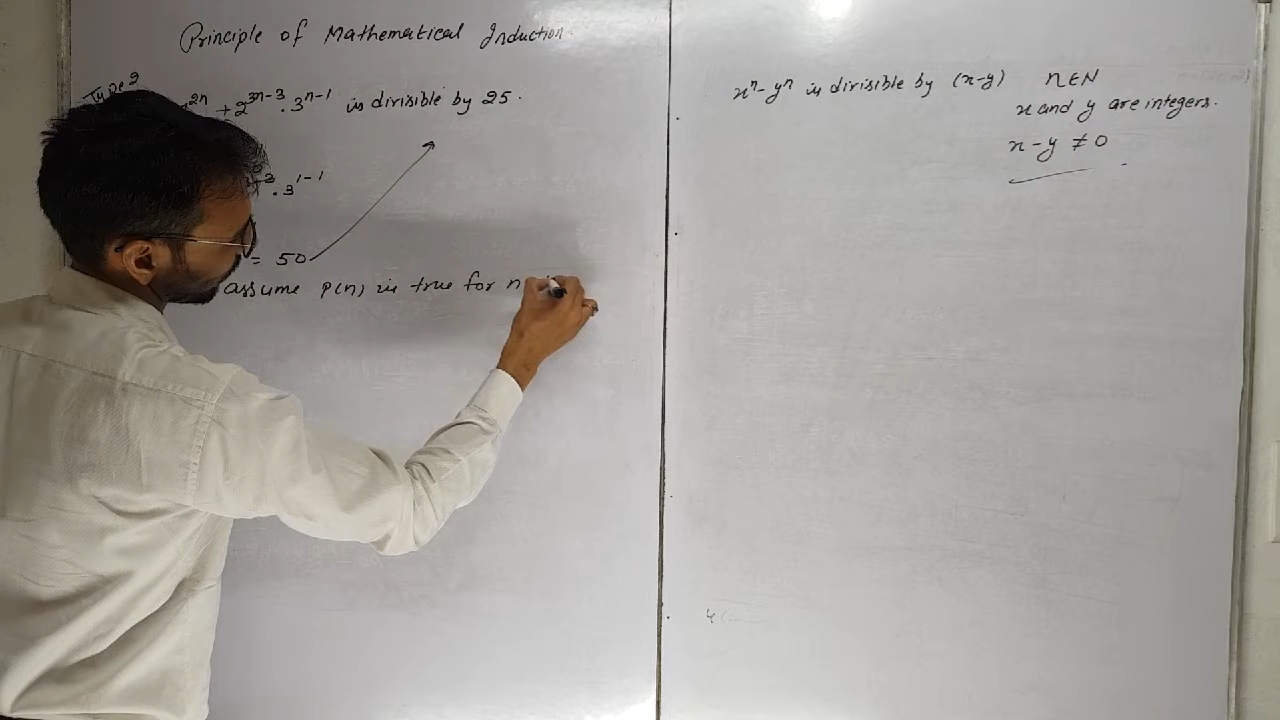 Principle of Mathematical Induction.
Type 2
2n + 2^{3n-3} . 3^{n-1} is divisible by 25.
. 3^{1-1}
= 50
assume P(n) is true for n
x^n - y^n is divisible by (x-y) n ∈ N
x and y are integers.
x - y ≠ 0